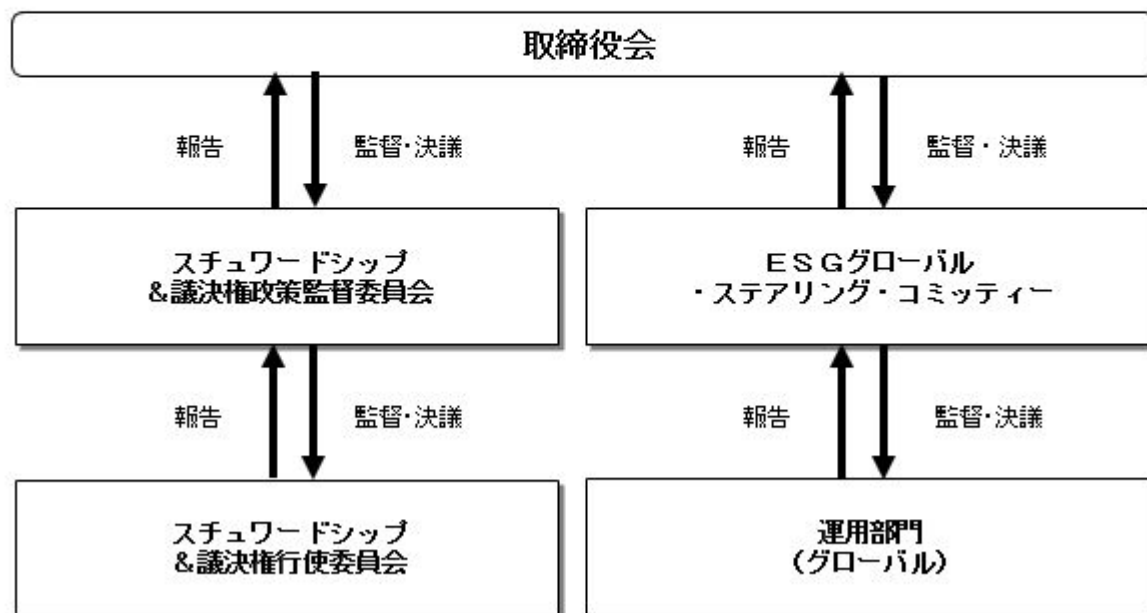 取締役会
報告
監督・決議
報告
監督・決議
スチュワードシップ
&議決権政策監督委員会
ＥＳＧグローバル
・ステアリング・コミッティー
報告
監督・決議
報告
監督・決議
スチュワードシップ
&議決権行使委員会
運用部門
（グローバル）